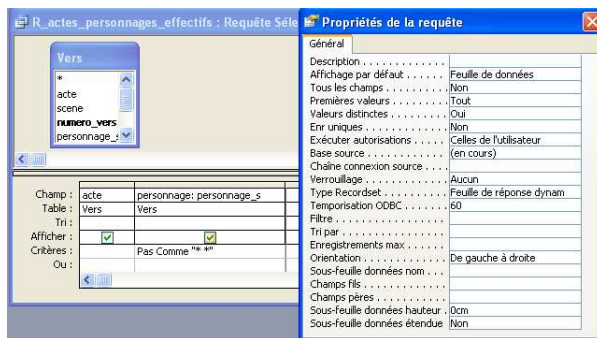 R_actes_personnages_effectifs : Requête Séle
Vers
*
acte
scene
numero_vers
personnage_s
Champ : acte personnage: personnage_s
Table : Vers Vers
Tri :
Afficher :
Critères : Pas Comme "* *"
Ou :
Propriétés de la requête
Général
Description . . . . . . . . . . . . .
Affichage par défaut . . . . . . Feuille de données
Tous les champs . . . . . . . . . Non
Premières valeurs . . . . . . . . Tout
Valeurs distinctes . . . . . . . . Oui
Enr uniques . . . . . . . . . . . . Non
Exécuter autorisations . . . . . Celles de l'utilisateur
Base source . . . . . . . . . . . . (en cours)
Chaîne connexion source . . . .
Verrouillage . . . . . . . . . . . . Aucun
Type Recordset . . . . . . . . . . Feuille de réponse dynam
Temporisation ODBC . . . . . . . 60
Filtre . . . . . . . . . . . . . . . . .
Tri par . . . . . . . . . . . . . . . .
Enregistrements max . . . . . .
Orientation . . . . . . . . . . . . . De gauche à droite
Sous-feuille données nom . . .
Champs fils . . . . . . . . . . . . .
Champs pères . . . . . . . . . . .
Sous-feuille données hauteur . 0cm
Sous-feuille données étendue Non